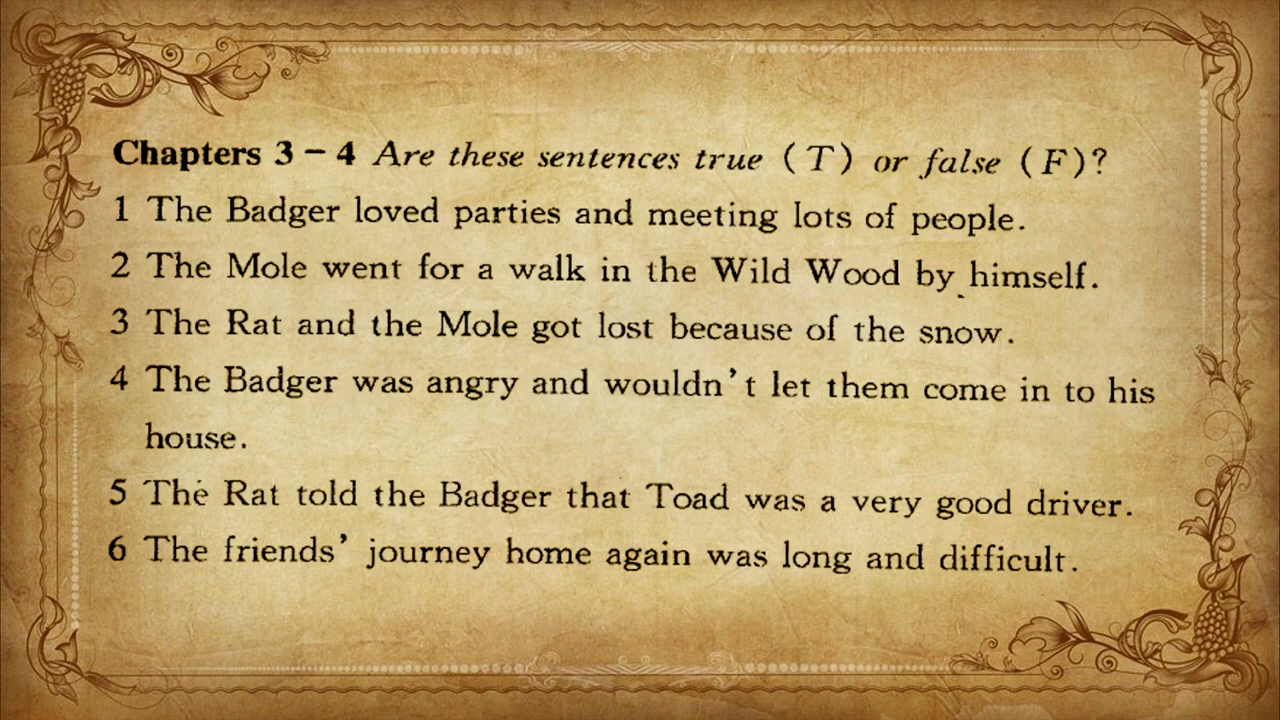 Chapters 3 – 4 Are these sentences true (T) or false (F)?
1 The Badger loved parties and meeting lots of people.
2 The Mole went for a walk in the Wild Wood by himself.
3 The Rat and the Mole got lost because of the snow.
4 The Badger was angry and wouldn't let them come in to his
house.
5 The Rat told the Badger that Toad was a very good driver.
6 The friends' journey home again was long and difficult.